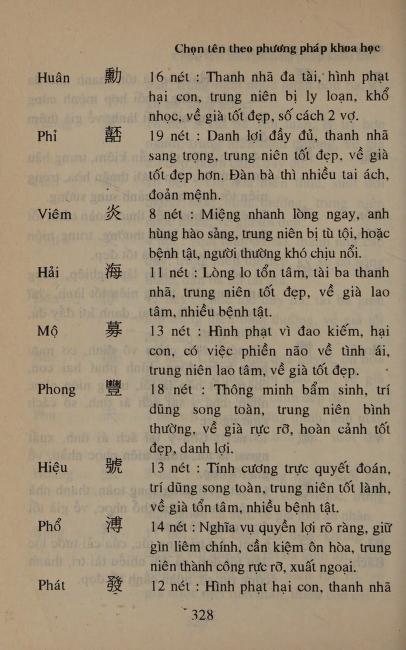 Chọn tên theo phương pháp khoa học
Huân 勳 16 nét : Thanh nhã đa tài, hình phạt
hại con, trung niên bị ly loạn, khổ
nhọc, về già tốt đẹp, số cách 2 vợ.
Phỉ 19 nét : Danh lợi đầy đủ, thanh nhã
sang trọng, trung niên tốt đẹp, về già
tốt đẹp hơn. Đàn bà thì nhiều tai ách,
đoản mệnh.
Viêm 炎 8 nét : Miệng nhanh lòng ngay, anh
hùng hào sảng, trung niên bị tù tội, hoặc
bệnh tật, người thường khó chịu nổi.
Hải 海 11 nét : Lòng lo tổn tâm, tài ba thanh
nhã, trung niên tốt đẹp, về già lao
tâm, nhiều bệnh tật.
Mộ 募 13 nét : Hình phạt vì đao kiếm, hại
con, có việc phiền não về tình ái,
trung niên lao tâm, về già tốt đẹp.
Phong 豐 18 nét : Thông minh bẩm sinh, trí
dũng song toàn, trung niên bình
thường, về già rực rỡ, hoàn cảnh tốt
đẹp, danh lợi.
Hiệu 號 13 nét : Tính cương trực quyết đoán,
trí dũng song toàn, trung niên tốt lành,
về già tổn tâm, nhiều bệnh tật.
Phổ 溥 14 nét : Nghĩa vụ quyền lợi rõ ràng, giữ
gìn liêm chính, cần kiệm ôn hòa, trung
niên thành công rực rỡ, xuất ngoại.
Phát 發 12 nét : Hình phạt hại con, thanh nhã
328